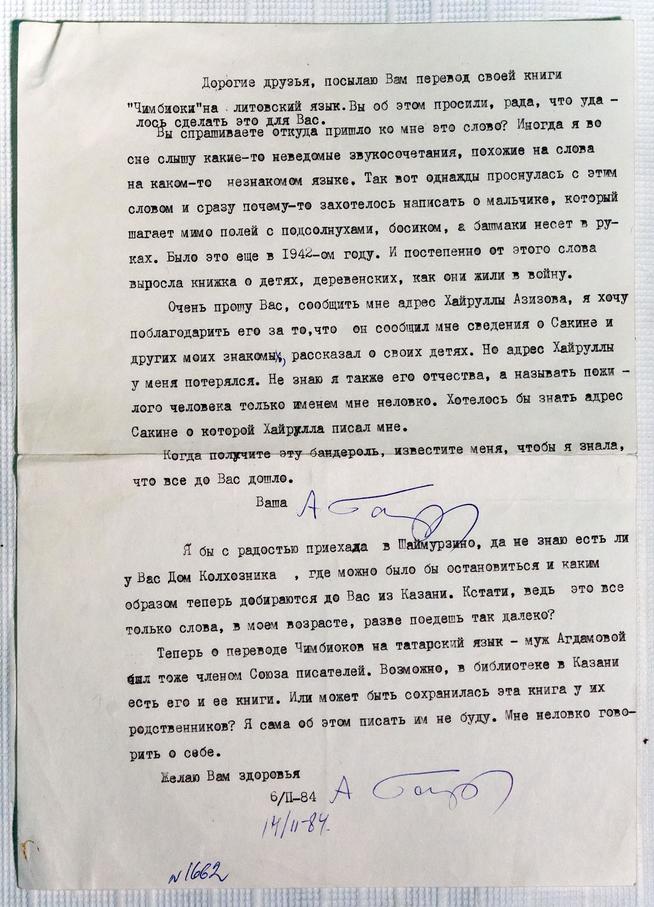 Дорогие друзья, посылаю Вам перевод своей книги
"Чимбиоки"на литовский язык.Вы об этом просили, рада, что уда –
лось сделать это для Вас.
Вы спрашиваете откуда пришло ко мне это слово? Иногда я во
сне слышу какие-то неведомые звукосочетания, похожие на слова
на каком-то незнакомом языке. Так вот однажды проснулась с этим
словом и сразу почему-то захотелось написать о мальчике, который
шагает мимо полей с подсолнухами, босиком, а башмаки несет в ру-
ках. Было это еще в 1942-ом году. И постепенно от этого слова
выросла книжка о детях, деревенских, как они жили в войну.
Очень прошу Вас, сообщить мне адрес Хайруллы Азизова, я хочу
поблагодарить его за то,что он сообщил мне сведения о Сакине и
других моих знакомых, рассказал о своих детях. Но адрес Хайруллы
у меня потерялся. Не знаю я также его отчества, а называть пожи –
лого человека только именем мне неловко. Хотелось бы знать адрес
Сакине о которой Хайрулла писал мне.
Когда получите эту бандероль, известите меня, чтобы я знала,
что все до Вас дошло.
Ваша А
Я бы с радостью приехада в Шаймурзино, да не знаю есть ли
у Вас Дом Колхозника , где можно было бы остановиться и каким
образом теперь добираются до Вас из Казани. Кстати, ведь это все
только слова, в моем возрасте, разве поедешь так далеко?
Теперь о переводе Чимбиоков на татарский язык – муж Агдамовой
был тоже членом Союза писателей. Возможно, в библиотеке в Казани
есть его и ее книги. Или может быть сохранилась эта книга у их
родственников? Я сама об этом писать им не буду. Мне неловко гово-
рить о себе.
Желаю Вам здоровья
6/II-84 А
14/II-84.
N1662